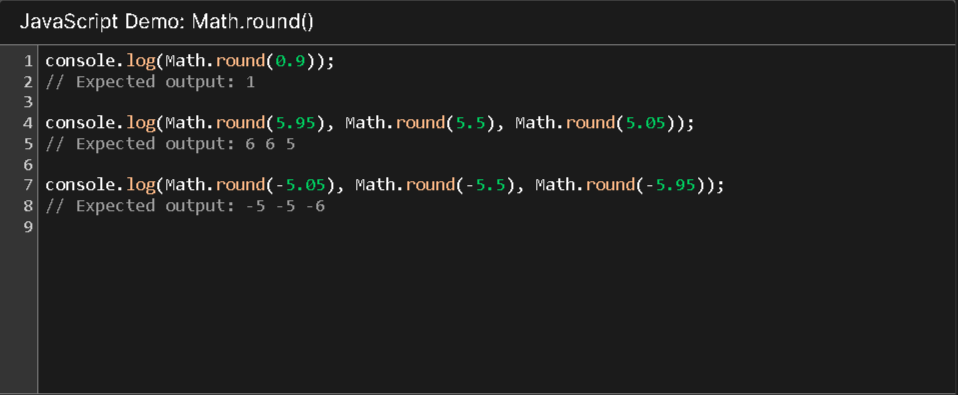 JavaScript Demo: Math.round()
1 console.log(Math.round(0.9));
2 // Expected output: 1
3
4 console.log(Math.round(5.95), Math.round(5.5), Math.round(5.05));
5 // Expected output: 6 6 5
6
7 console.log(Math.round(-5.05), Math.round(-5.5), Math.round(-5.95));
8 // Expected output: -5 -5 -6
9